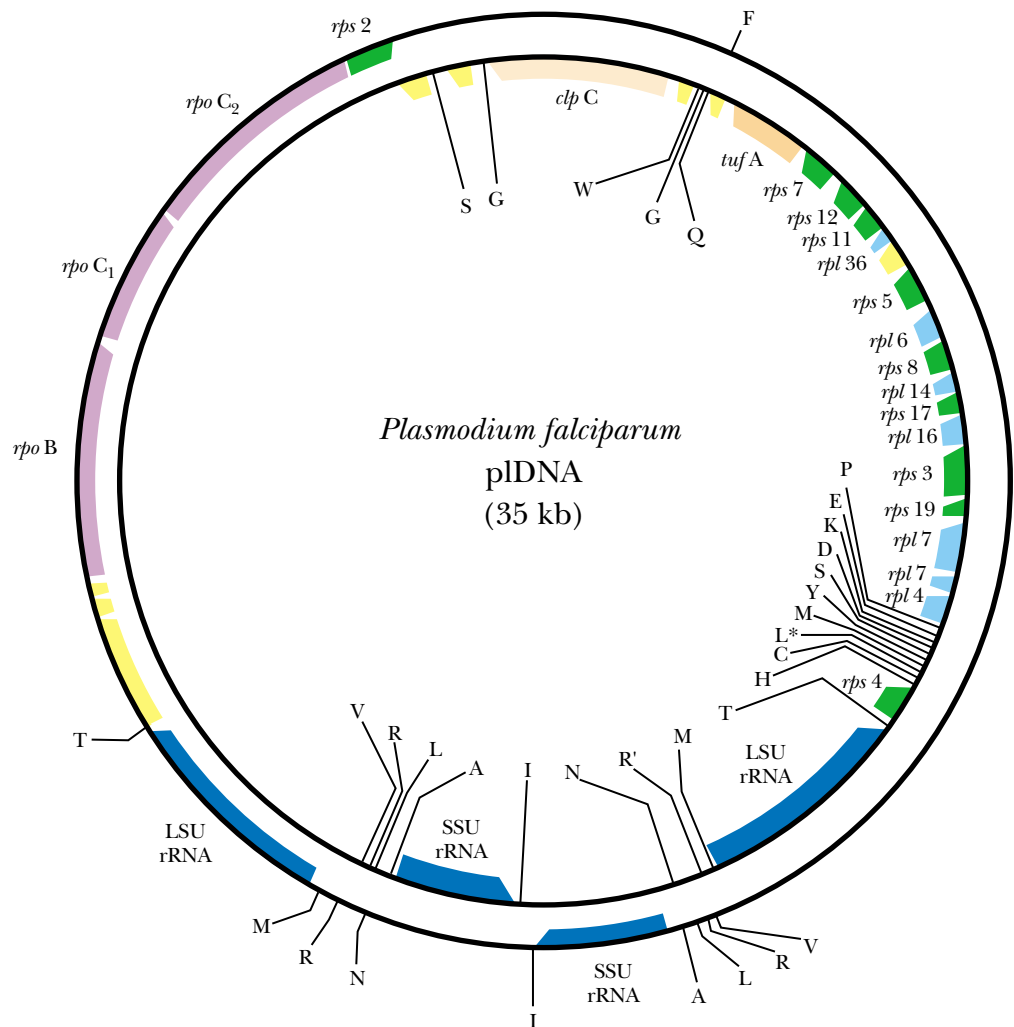 F
rps 2
rpo C2
clp C
tuf A
W
G
Q
S
G
rps 7
rps 12
rps 11
rpl 36
rps 5
rpo C1
rpl 6
rps 8
rpl 14
rps 17
rpl 16
rpo B
Plasmodium falciparum
plDNA
(35 kb)
P
E
K
D
S
Y
M
L*
C
H
T
rps 3
rps 19
rpl 7
rpl 7
rpl 4
rps 4
T
V
R
L
A
I
N
R'
M
LSU
rRNA
LSU
rRNA
SSU
rRNA
M
R
N
I
SSU
rRNA
A
L
R
V